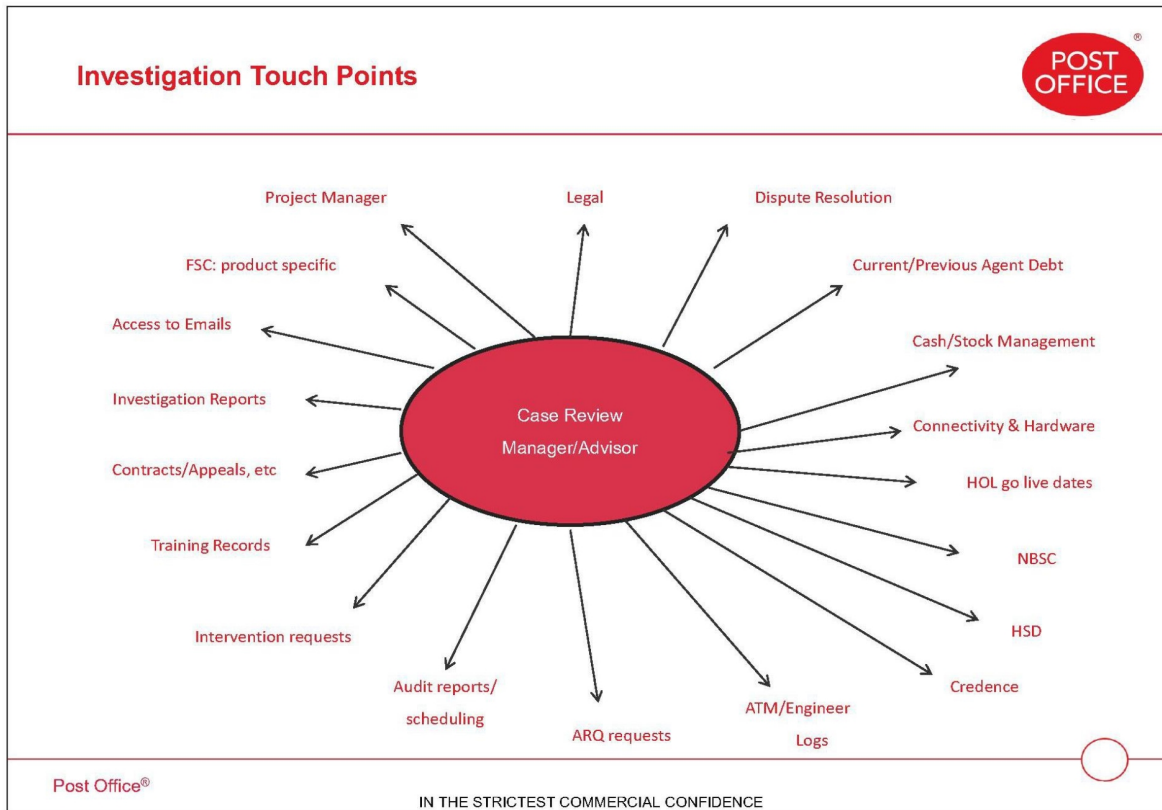 Investigation Touch Points
POST
OFFICE
®
Project Manager
Legal
Dispute Resolution
FSC: product specific
Current/Previous Agent Debt
Access to Emails
Cash/Stock Management
Investigation Reports
Case Review
Manager/Advisor
Connectivity & Hardware
Contracts/Appeals, etc
HOL go live dates
Training Records
NBSC
Intervention requests
HSD
Audit reports/
scheduling
ARQ requests
ATM/Engineer
Logs
Credence
Post Office®
IN THE STRICTEST COMMERCIAL CONFIDENCE